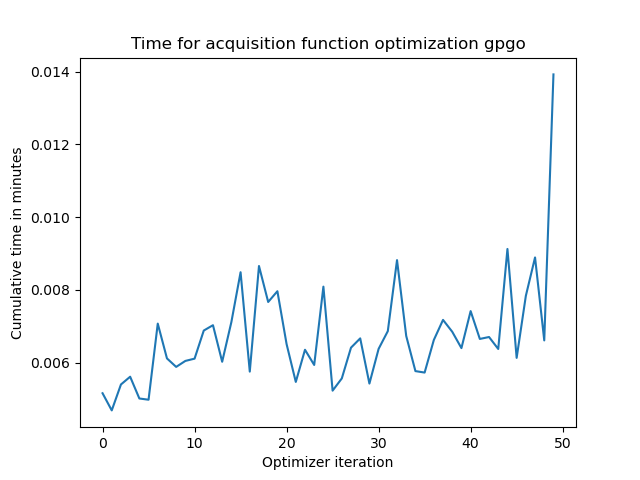 Time for acquisition function optimization gpgo
Cumulative time in minutes
0.014
0.012
0.010
0.008
0.006
0 10 20 30 40 50
Optimizer iteration